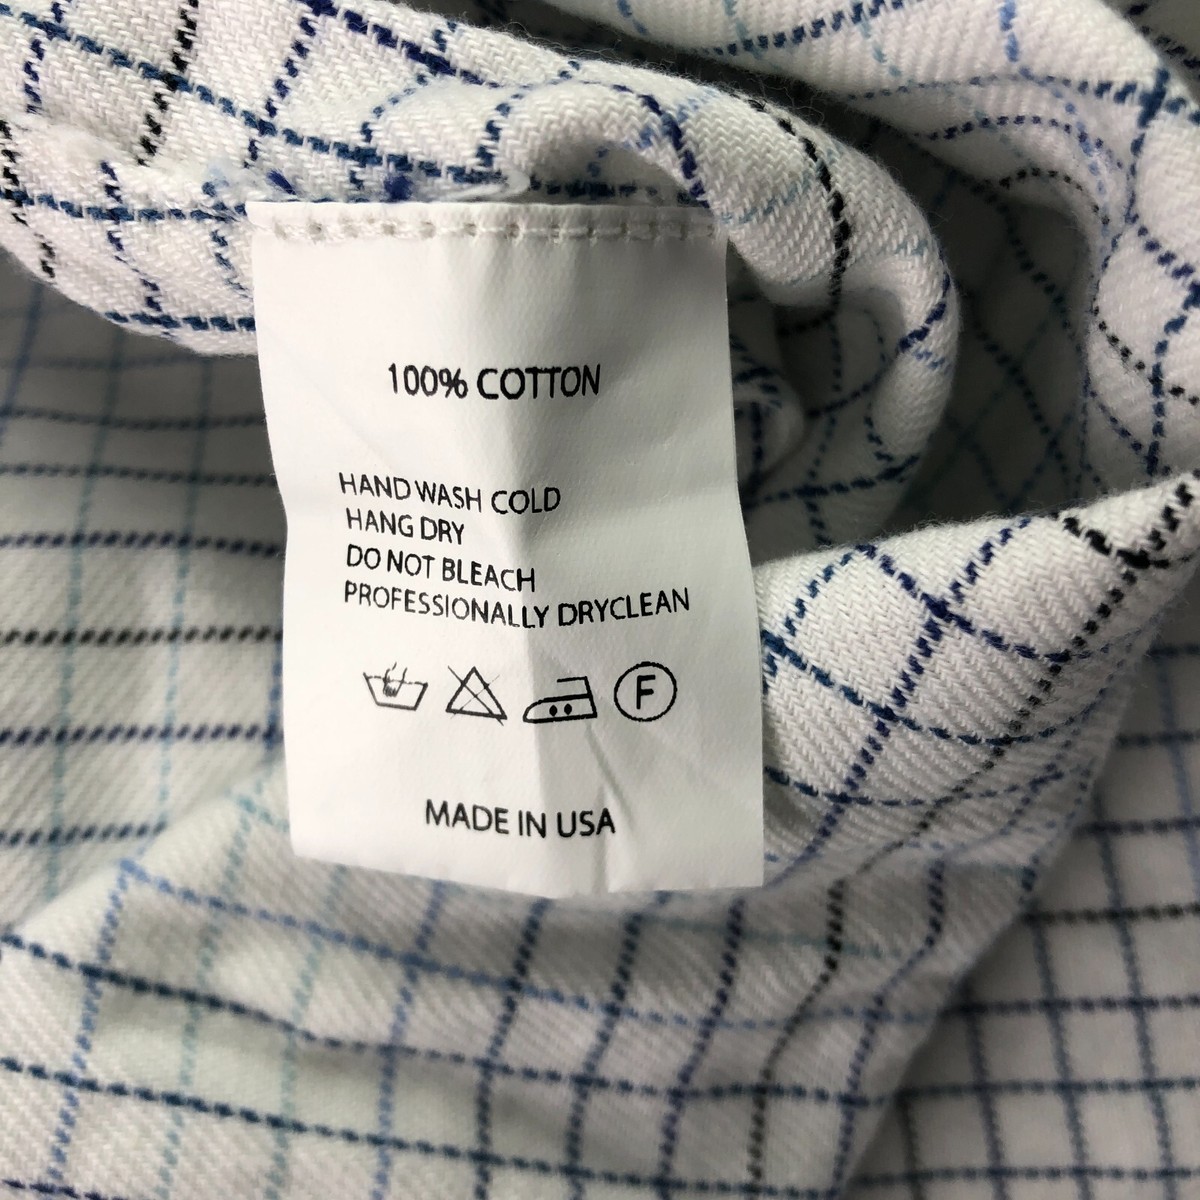 100% COTTON
HAND WASH COLD
HANG DRY
DO NOT BLEACH
PROFESSIONALLY DRYCLEAN
F
MADE IN USA